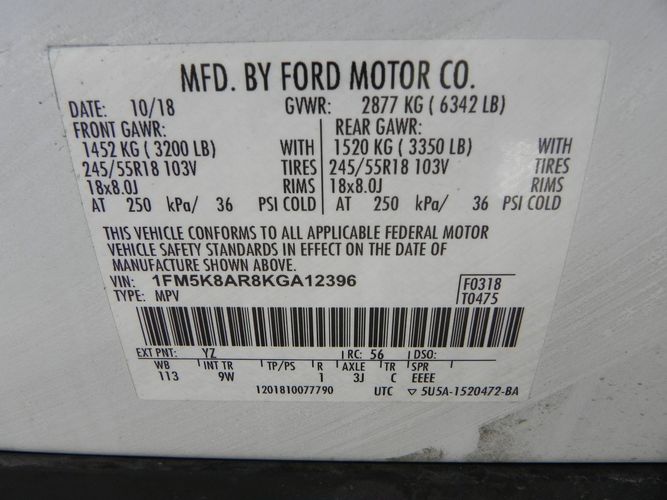 MFD. BY FORD MOTOR CO.
DATE: 10/18 GVWR: 2877 KG ( 6342 LB)
FRONT GAWR: REAR GAWR:
1452 KG ( 3200 LB) WITH 1520 KG ( 3350 LB) WITH
245/55R18 103V TIRES 245/55R18 103V TIRES
18x8.0J RIMS 18x8.0J RIMS
AT 250 kPa/ 36 PSI COLD AT 250 kPa/ 36 PSI COLD
THIS VEHICLE CONFORMS TO ALL APPLICABLE FEDERAL MOTOR
VEHICLE SAFETY STANDARDS IN EFFECT ON THE DATE OF
MANUFACTURE SHOWN ABOVE.
VIN: 1FM5K8AR8KGA12396 F0318
TYPE: MPV T0475
EXT PNT: YZ RC: 56 DSO:
WB INT TR TP/PS R AXLE TR SPR
113 9W 1 3J C EEEE
1201810077790 UTC ▽ 5U5A-1520472-BA